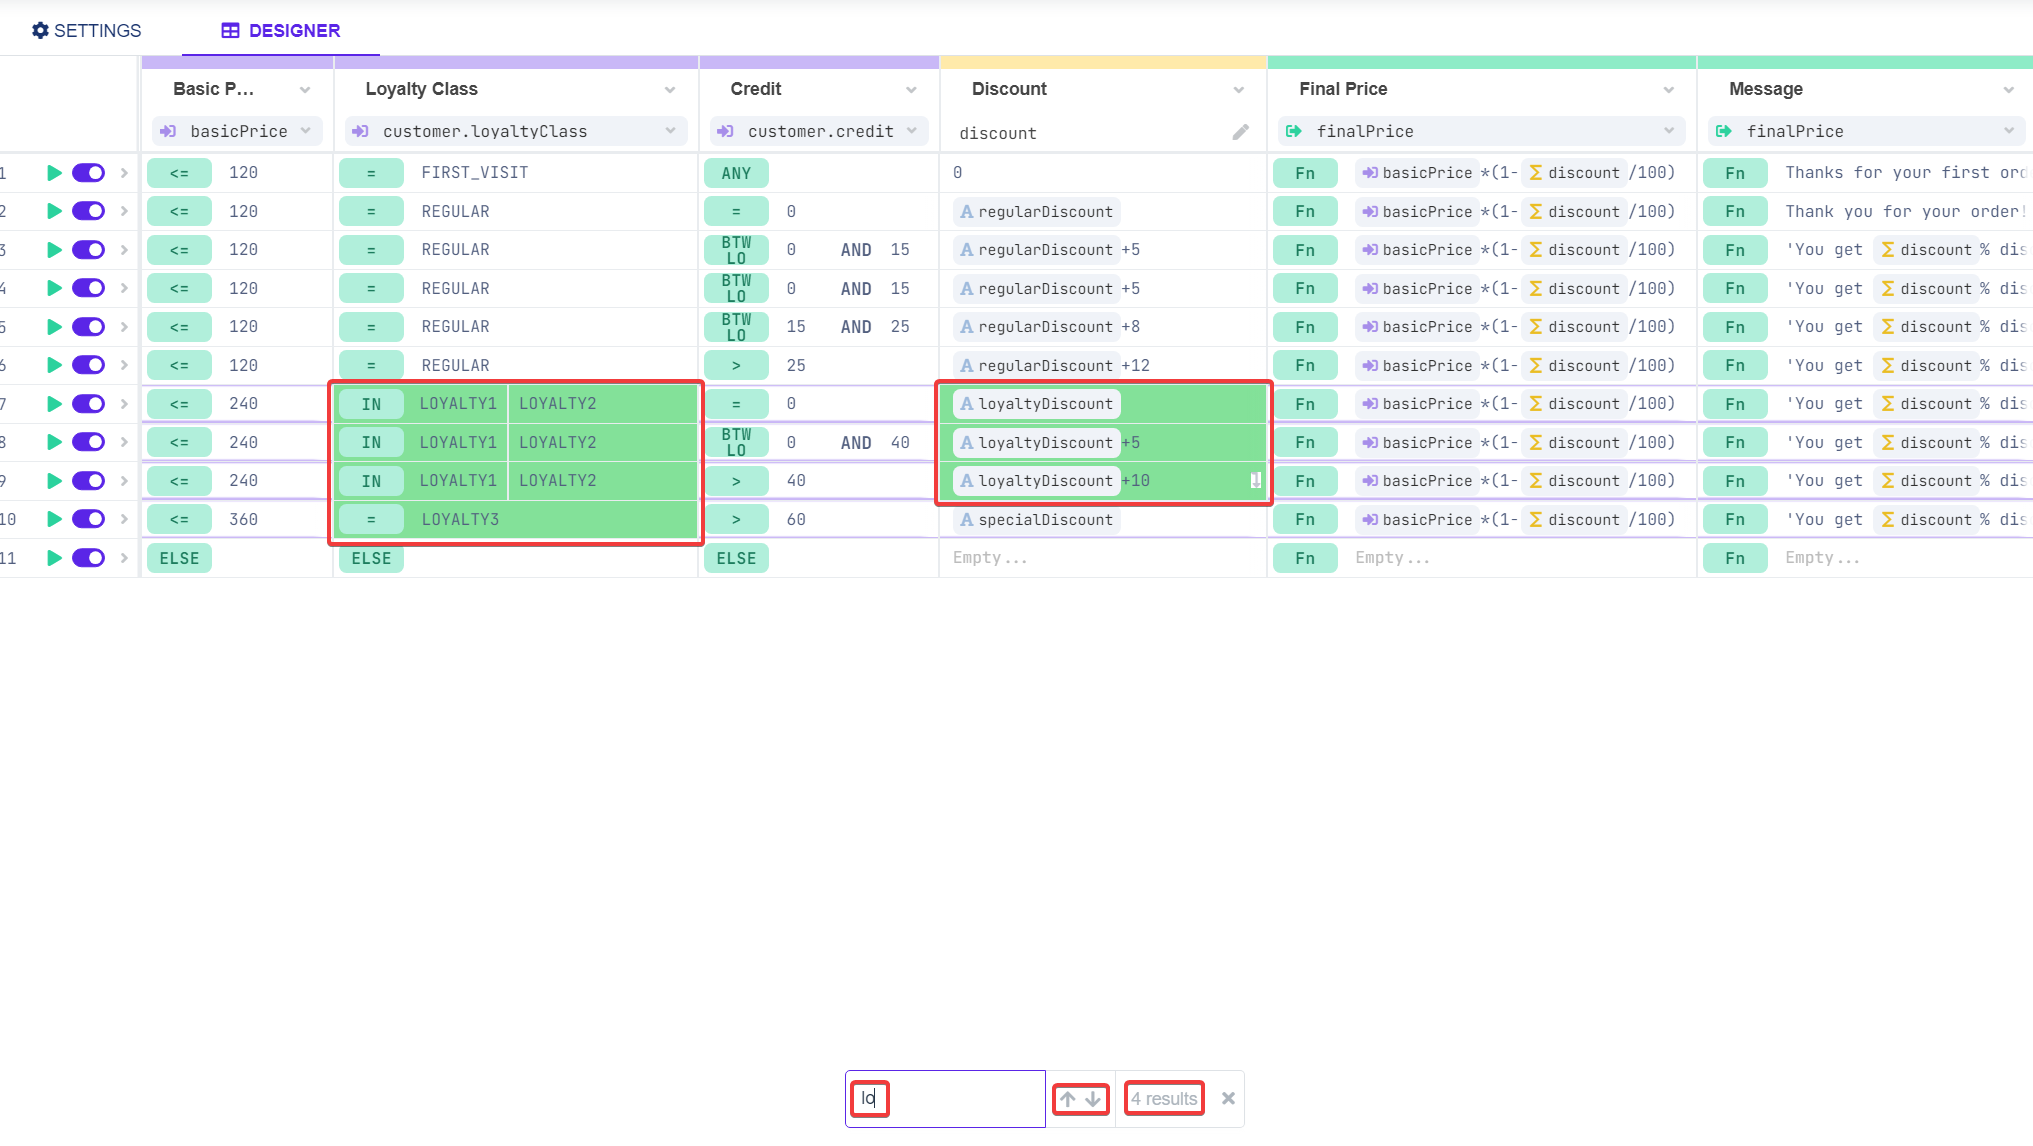 SETTINGS DESIGNER
Basic P... Loyalty Class Credit Discount Final Price Message
basicPrice customer.loyaltyClass customer.credit discount finalPrice finalPrice
1 <= 120 = FIRST_VISIT ANY 0 Fn basicPrice *(1- Σ discount /100) Fn Thanks for your first ord
2 <= 120 = REGULAR = 0 A regularDiscount Fn basicPrice *(1- Σ discount /100) Fn Thank you for your order!
3 <= 120 = REGULAR BTW LO 0 AND 15 A regularDiscount +5 Fn basicPrice *(1- Σ discount /100) Fn 'You get Σ discount % dis
4 <= 120 = REGULAR BTW LO 0 AND 15 A regularDiscount +5 Fn basicPrice *(1- Σ discount /100) Fn 'You get Σ discount % dis
5 <= 120 = REGULAR BTW LO 15 AND 25 A regularDiscount +8 Fn basicPrice *(1- Σ discount /100) Fn 'You get Σ discount % dis
6 <= 120 = REGULAR > 25 A regularDiscount +12 Fn basicPrice *(1- Σ discount /100) Fn 'You get Σ discount % dis
7 <= 240 IN LOYALTY1 LOYALTY2 = 0 A loyaltyDiscount Fn basicPrice *(1- Σ discount /100) Fn 'You get Σ discount % dis
8 <= 240 IN LOYALTY1 LOYALTY2 BTW LO 0 AND 40 A loyaltyDiscount +5 Fn basicPrice *(1- Σ discount /100) Fn 'You get Σ discount % dis
9 <= 240 IN LOYALTY1 LOYALTY2 > 40 A loyaltyDiscount +10 Fn basicPrice *(1- Σ discount /100) Fn 'You get Σ discount % dis
10 <= 360 = LOYALTY3 > 60 A specialDiscount Fn basicPrice *(1- Σ discount /100) Fn 'You get Σ discount % dis
11 ELSE ELSE ELSE Empty... Fn Empty... Fn Empty...
lo 4 results